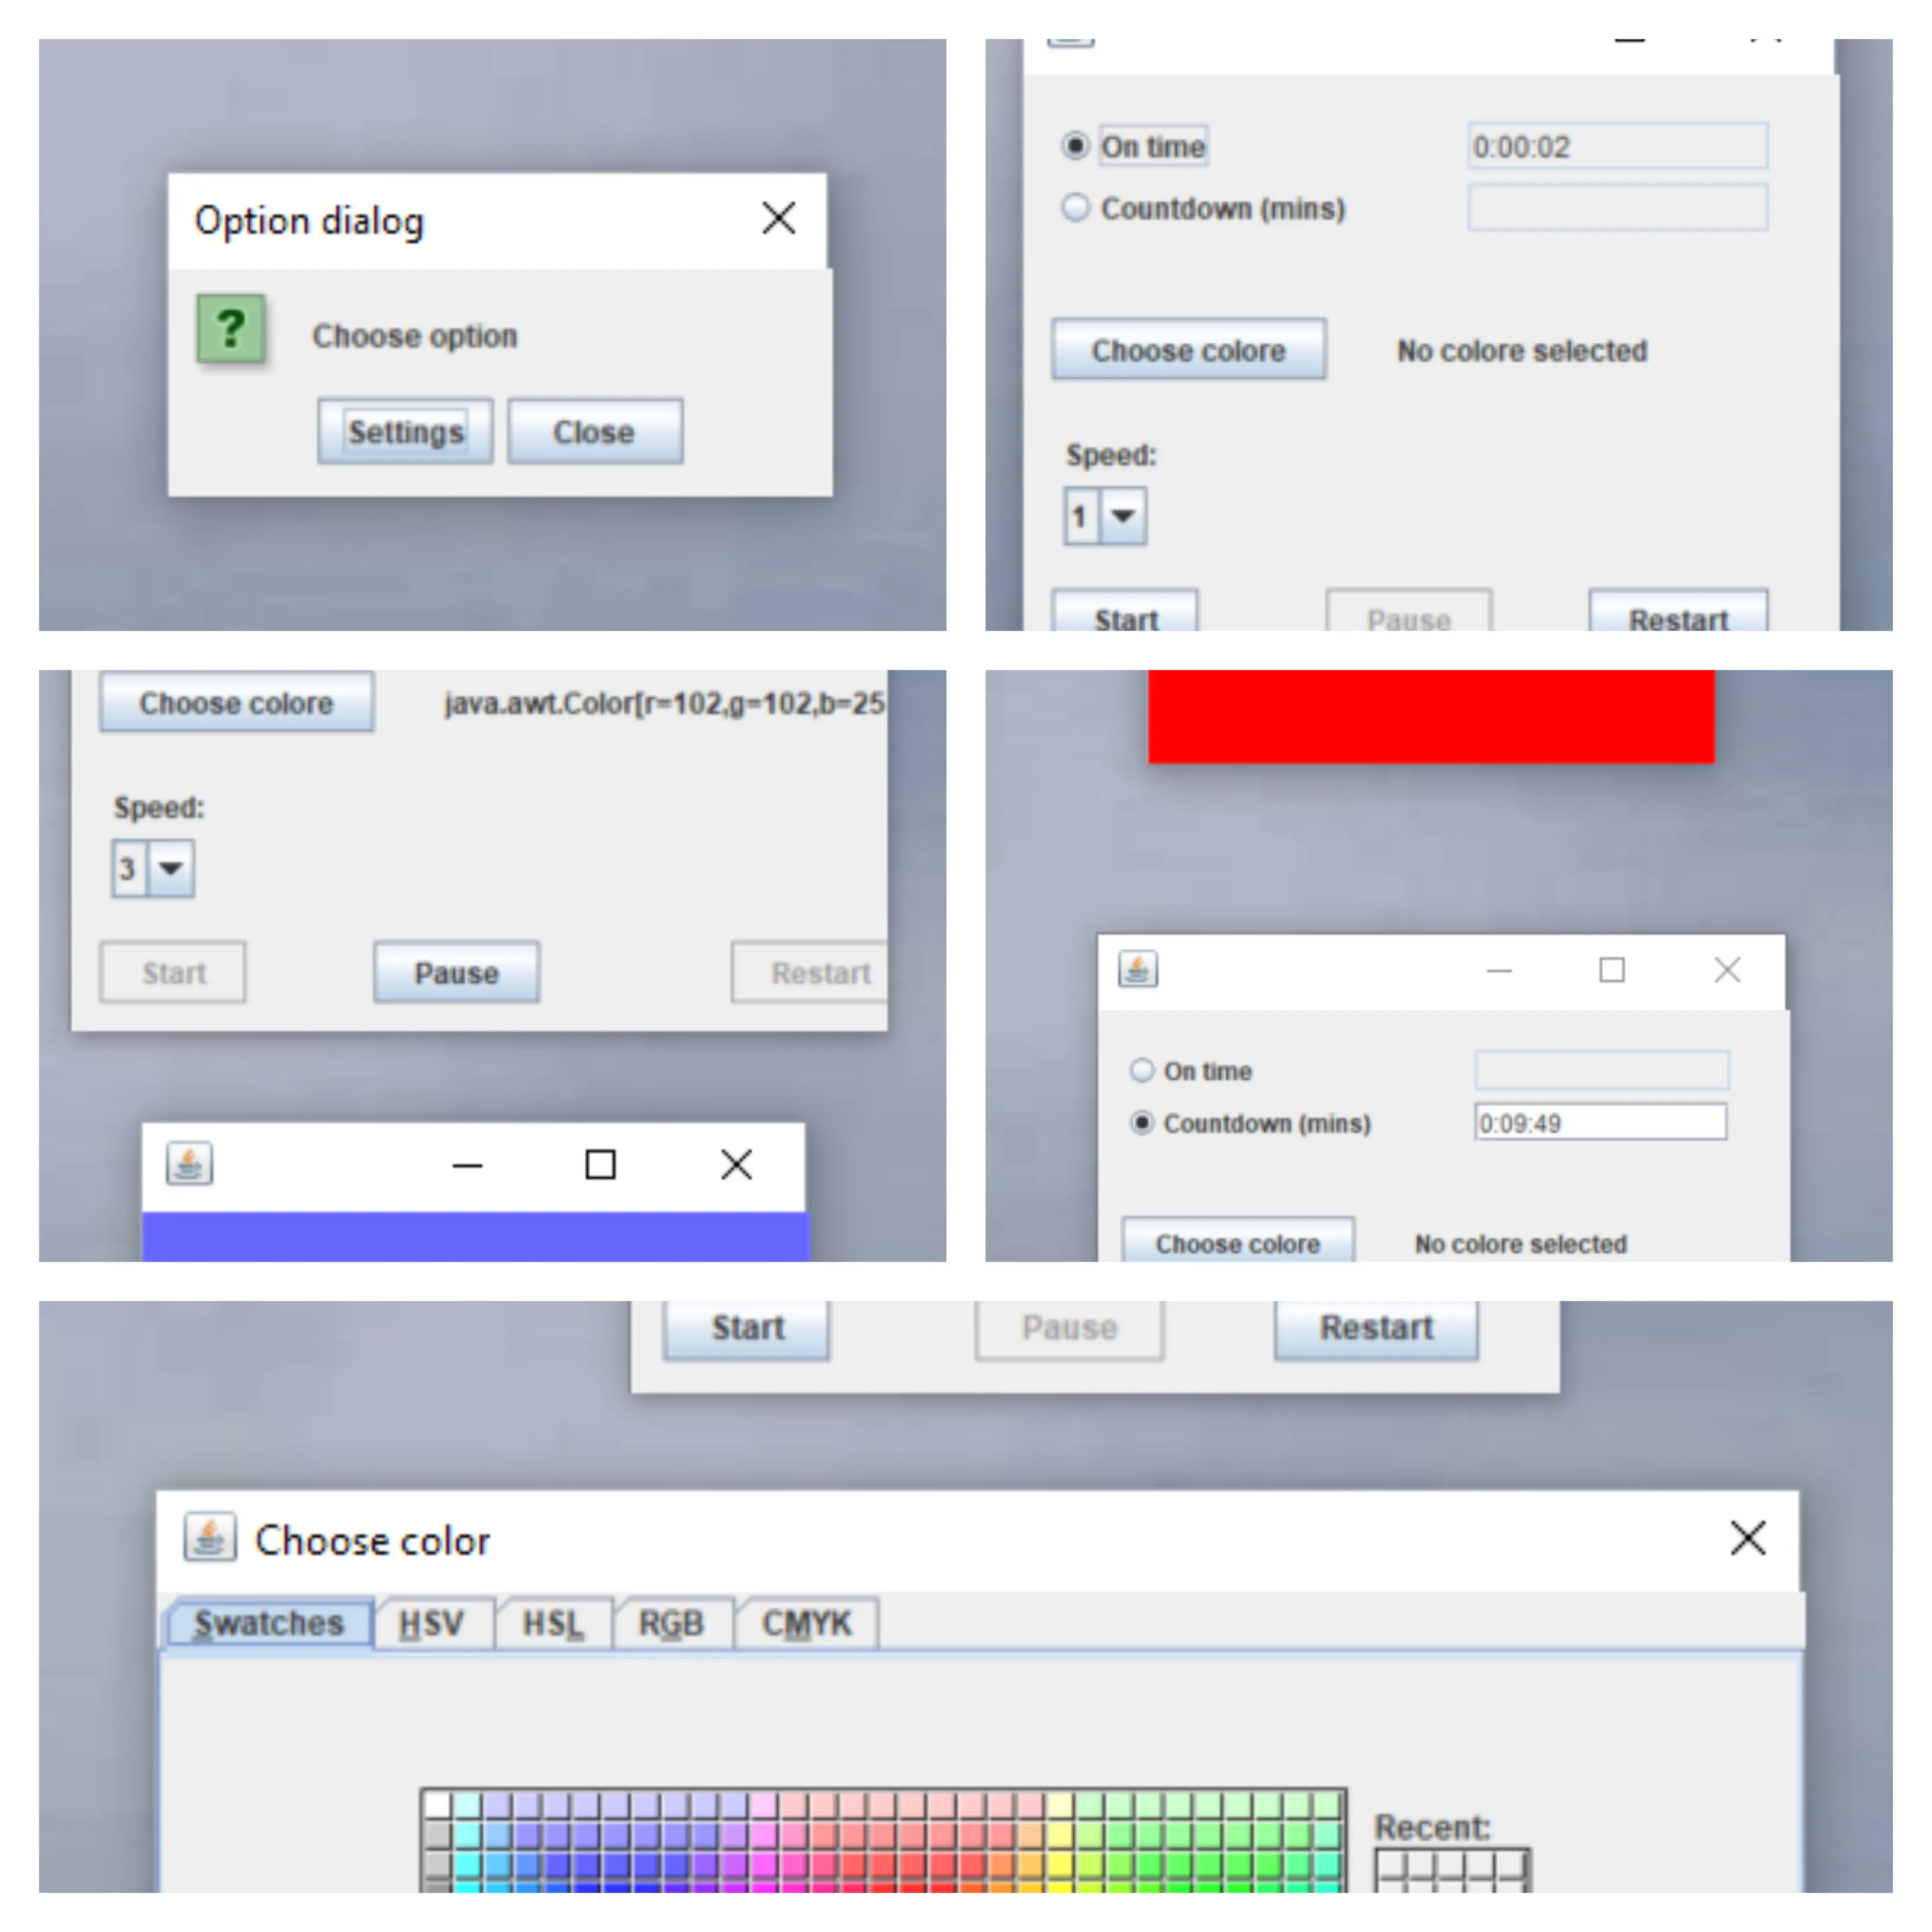 Option dialog
?
Choose option
Settings Close
On time 0:00:02
Countdown (mins)
Choose colore No colore selected
Speed:
1
Start Pause Restart
Choose colore java.awt.Color[r=102,g=102,b=25
Speed:
3
Start Pause Restart
On time
Countdown (mins) 0:09:49
Choose colore No colore selected
Start Pause Restart
Choose color
Swatches HSV HSL RGB CMYK
Recent: